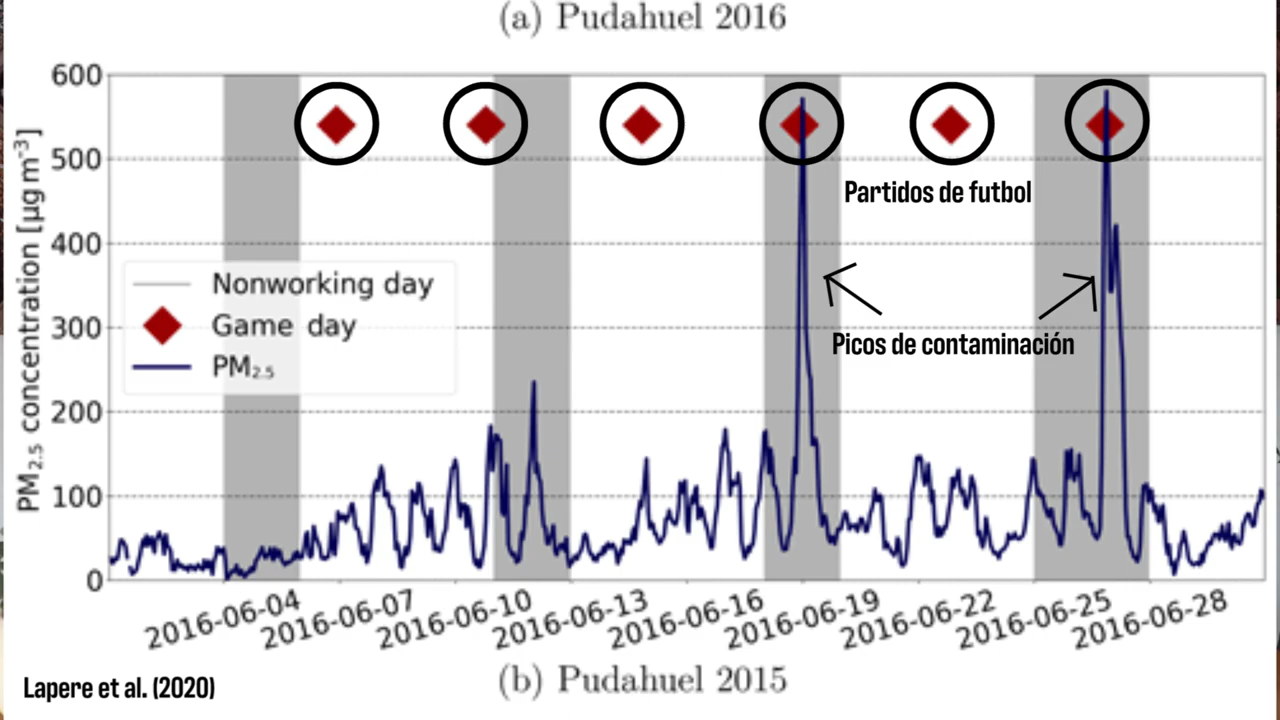 (a) Pudahuel 2016
600
500
400
300
200
100
0
PM2.5 concentration [µg m-3]
Nonworking day
Game day
PM2.5
Partidos de futbol
Picos de contaminación
2016-06-04
2016-06-07
2016-06-10
2016-06-13
2016-06-16
2016-06-19
2016-06-22
2016-06-25
2016-06-28
Lapere et al. (2020)
(b) Pudahuel 2015